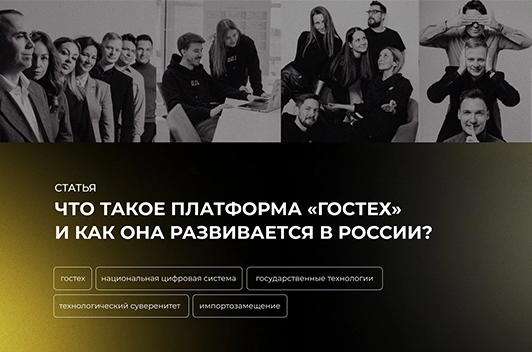 СТАТЬЯ
ЧТО ТАКОЕ ПЛАТФОРМА «ГОСТЕХ»
И КАК ОНА РАЗВИВАЕТСЯ В РОССИИ?
гостех
национальная цифровая система
государственные технологии
технологический суверенитет
импортозамещение